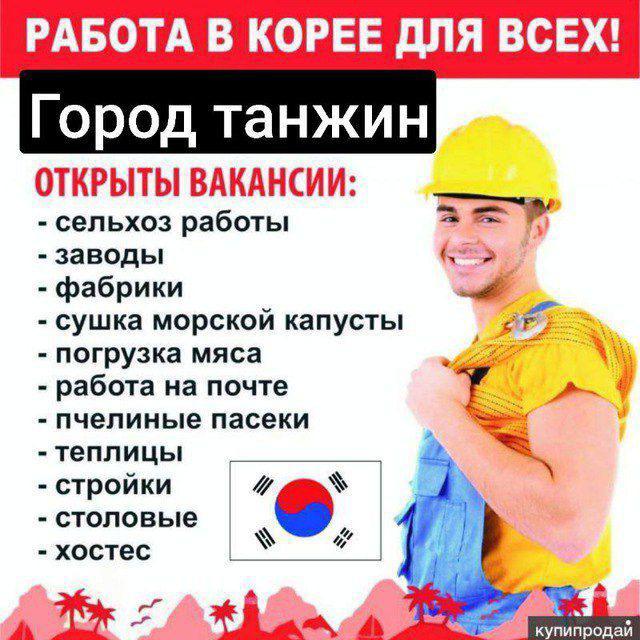 РАБОТА В КОРЕЕ ДЛЯ ВСЕХ!
Город танжин
ОТКРЫТЫ ВАКАНСИИ:
- сельхоз работы
- заводы
- фабрики
- сушка морской капусты
- погрузка мяса
- работа на почте
- пчелиные пасеки
- теплицы
- стройки
- столовые
- хостес
купипродай